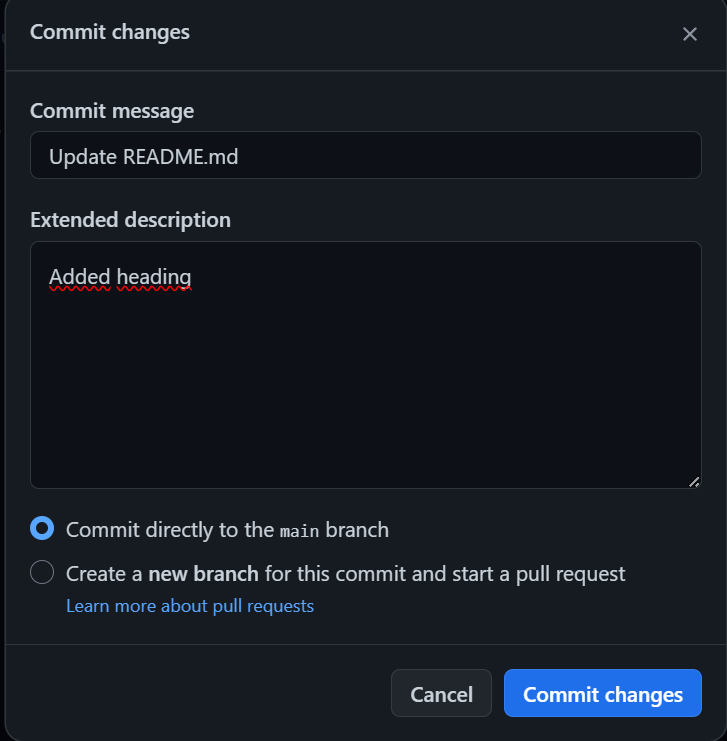 Commit changes
Commit message
Update README.md
Extended description
Added heading
Commit directly to the main branch
Create a new branch for this commit and start a pull request
Learn more about pull requests
Cancel
Commit changes